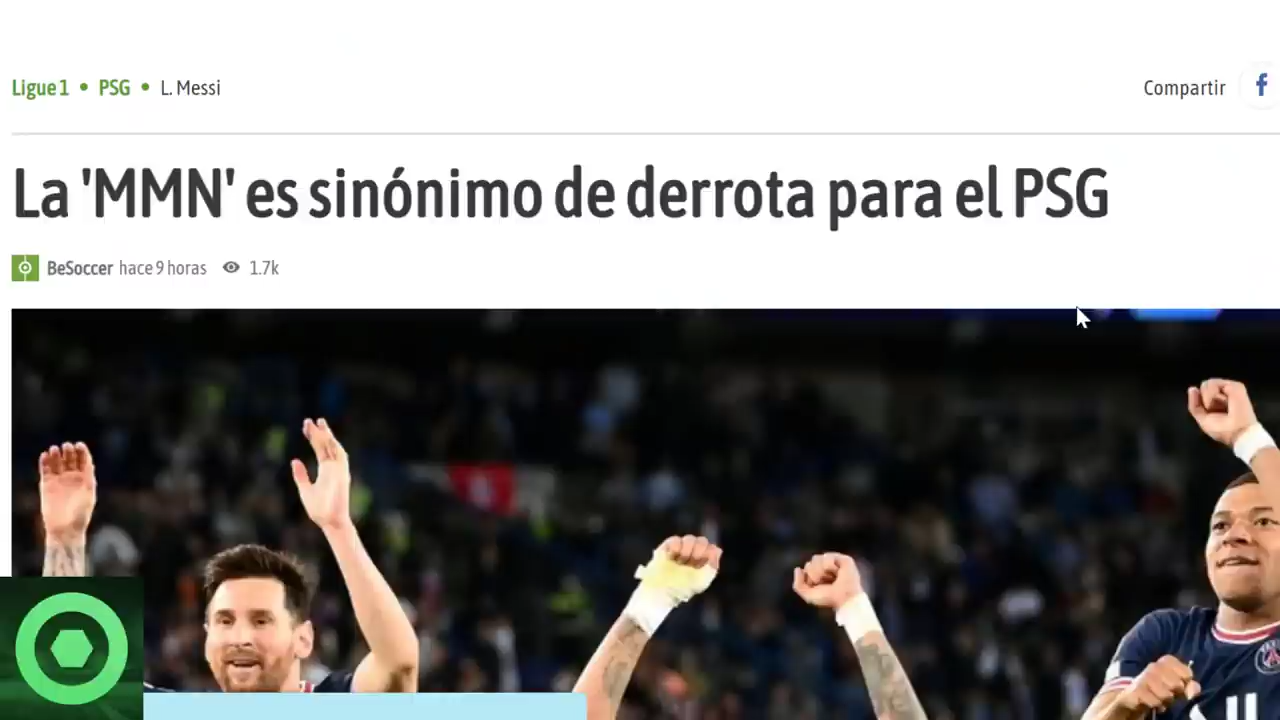 Ligue 1 • PSG • L. Messi
Compartir
La 'MMN' es sinónimo de derrota para el PSG
BeSoccer hace 9 horas 1.7k